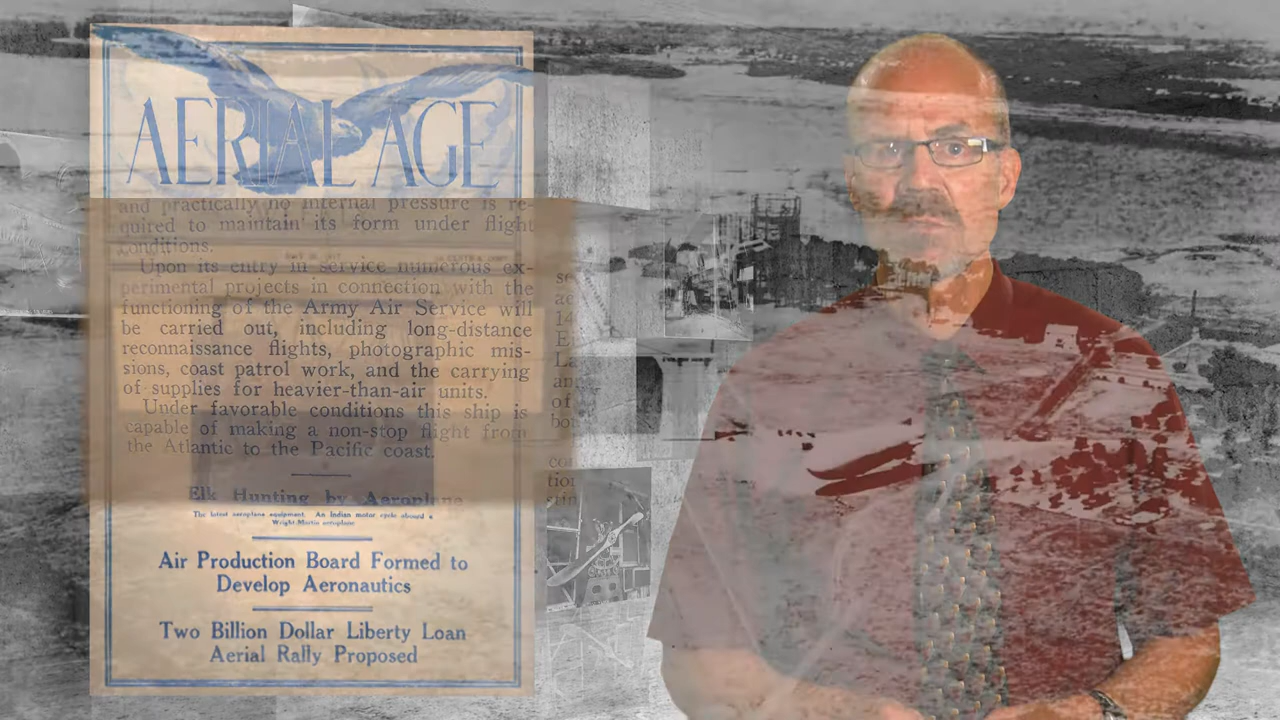 AERIAL AGE
and practically no internal pressure is re-
quired to maintain its form under flight
conditions.
Upon its entry in service numerous ex-
perimental projects in connection with the
functioning of the Army Air Service will
be carried out, including long-distance
reconnaissance flights, photographic mis-
sions, coast patrol work, and the carrying
of supplies for heavier-than-air units.
Under favorable conditions this ship is
capable of making a non-stop flight from
the Atlantic to the Pacific coast.
Elk Hunting by Aeroplane
The latest aeroplane equipment. An Indian motor cycle aboard a
Wright-Martin aeroplane
Air Production Board Formed to
Develop Aeronautics
Two Billion Dollar Liberty Loan
Aerial Rally Proposed